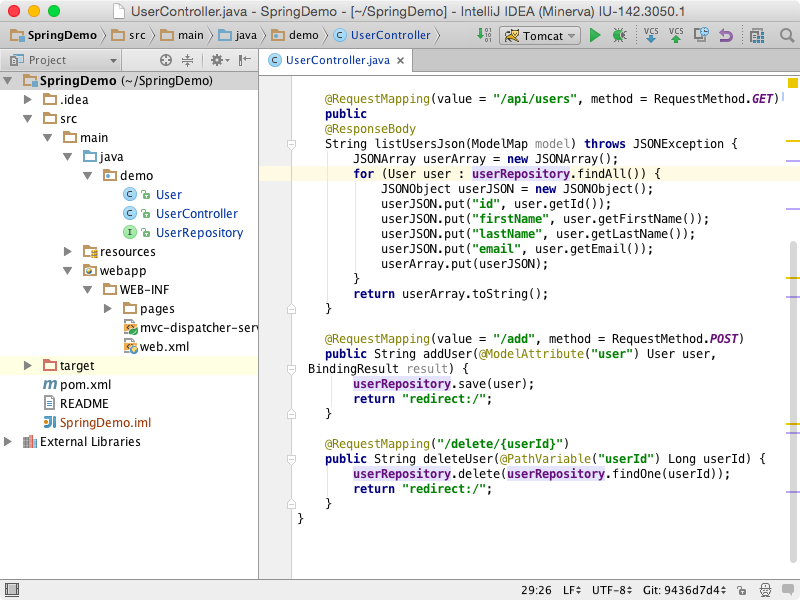 UserController.java - SpringDemo - [~/SpringDemo] - IntelliJ IDEA (Minerva) IU-142.3050.1
SpringDemo src main java demo UserController Tomcat VCS VCS
Project
UserController.java
SpringDemo (~/SpringDemo)
.idea
src
main
java
demo
User
UserController
UserRepository
resources
webapp
WEB-INF
pages
mvc-dispatcher-serv
web.xml
target
pom.xml
README
SpringDemo.iml
External Libraries
@RequestMapping(value = "/api/users", method = RequestMethod.GET)
public
@ResponseBody
String listUsersJson(ModelMap model) throws JSONException {
JSONArray userArray = new JSONArray();
for (User user : userRepository.findAll()) {
JSONObject userJSON = new JSONObject();
userJSON.put("id", user.getId());
userJSON.put("firstName", user.getFirstName());
userJSON.put("lastName", user.getLastName());
userJSON.put("email", user.getEmail());
userArray.put(userJSON);
}
return userArray.toString();
}
@RequestMapping(value = "/add", method = RequestMethod.POST)
public String addUser(@ModelAttribute("user") User user,
BindingResult result) {
userRepository.save(user);
return "redirect:/";
}
@RequestMapping("/delete/{userId}")
public String deleteUser(@PathVariable("userId") Long userId) {
userRepository.delete(userRepository.findOne(userId));
return "redirect:/";
}
}
29:26 LF UTF-8 Git: 9436d7d4